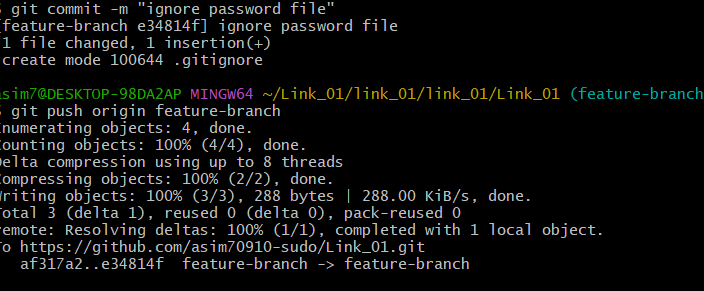 $ git commit -m "ignore password file"
[feature-branch e34814f] ignore password file
1 file changed, 1 insertion(+)
create mode 100644 .gitignore
asim7@DESKTOP-98DA2AP MINGW64 ~/Link_01/link_01/link_01/Link_01 (feature-branch
$ git push origin feature-branch
Enumerating objects: 4, done.
Counting objects: 100% (4/4), done.
Delta compression using up to 8 threads
Compressing objects: 100% (2/2), done.
Writing objects: 100% (3/3), 288 bytes | 288.00 KiB/s, done.
Total 3 (delta 1), reused 0 (delta 0), pack-reused 0
remote: Resolving deltas: 100% (1/1), completed with 1 local object.
To https://github.com/asim70910-sudo/Link_01.git
af317a2..e34814f  feature-branch -> feature-branch